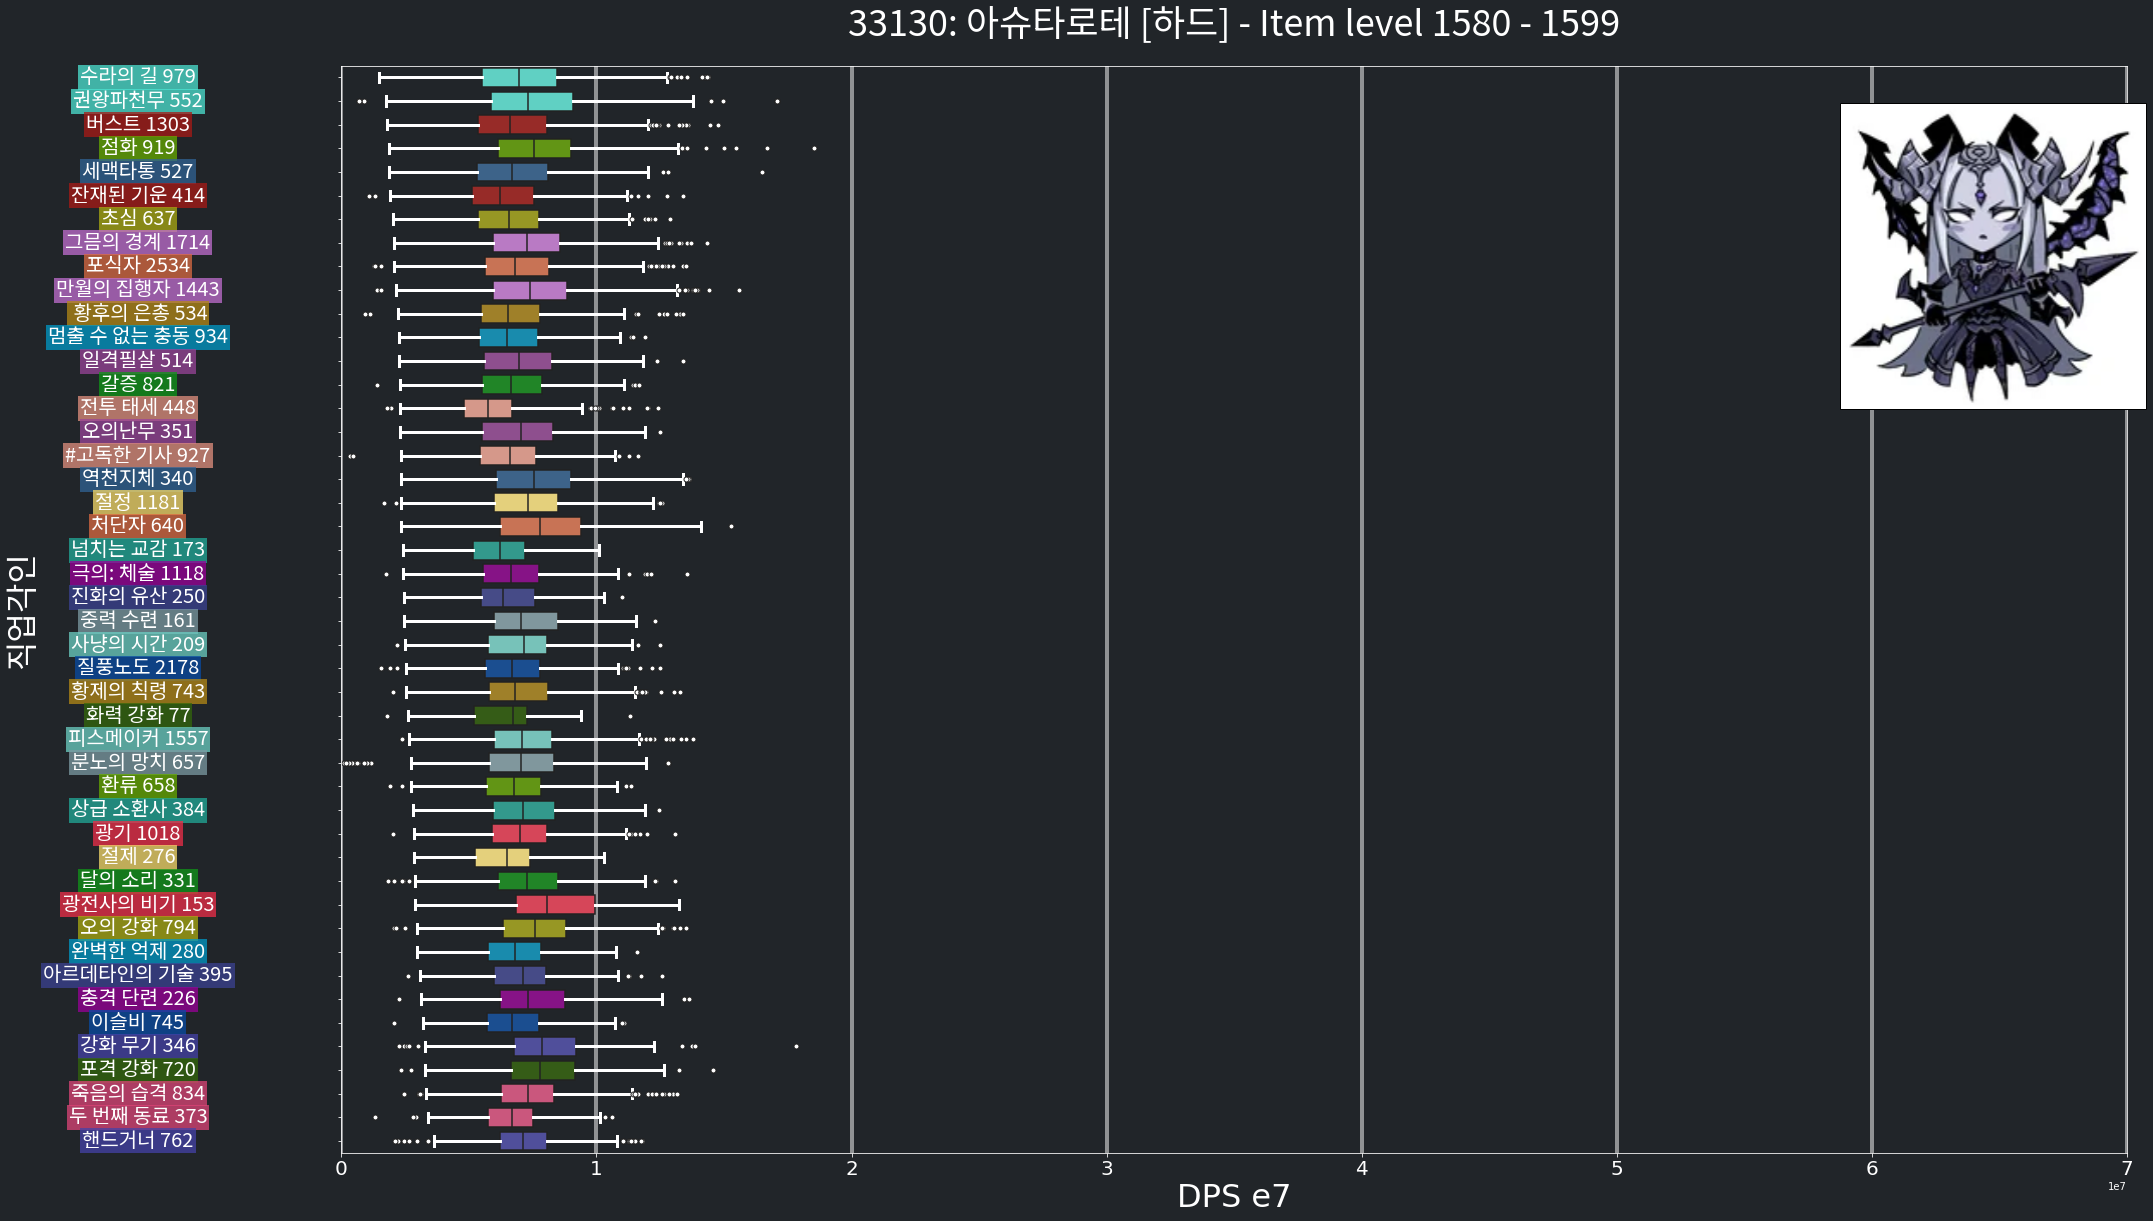 33130: 아슈타로테 [하드] - Item level 1580 - 1599
직업각인
수라의 길 979
권왕파천무 552
버스트 1303
점화 919
세맥타통 527
잔재된 기운 414
초심 637
그믐의 경계 1714
포식자 2534
만월의 집행자 1443
황후의 은총 534
멈출 수 없는 충동 934
일격필살 514
갈증 821
전투 태세 448
오의난무 351
#고독한 기사 927
역천지체 340
절정 1181
처단자 640
넘치는 교감 173
극의: 체술 1118
진화의 유산 250
중력 수련 161
사냥의 시간 209
질풍노도 2178
황제의 칙령 743
화력 강화 77
피스메이커 1557
분노의 망치 657
환류 658
상급 소환사 384
광기 1018
절제 276
달의 소리 331
광전사의 비기 153
오의 강화 794
완벽한 억제 280
아르데타인의 기술 395
충격 단련 226
이슬비 745
강화 무기 346
포격 강화 720
죽음의 습격 834
두 번째 동료 373
핸드거너 762
0 1 2 3 4 5 6 7
1e7
DPS e7